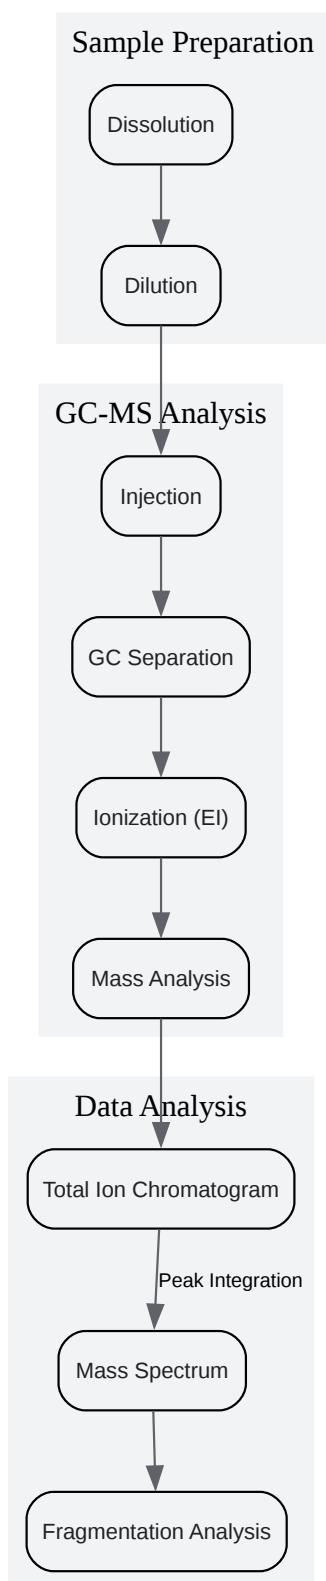 Sample Preparation
Dissolution
Dilution
GC-MS Analysis
Injection
GC Separation
Ionization (EI)
Mass Analysis
Data Analysis
Total Ion Chromatogram
Peak Integration
Mass Spectrum
Fragmentation Analysis